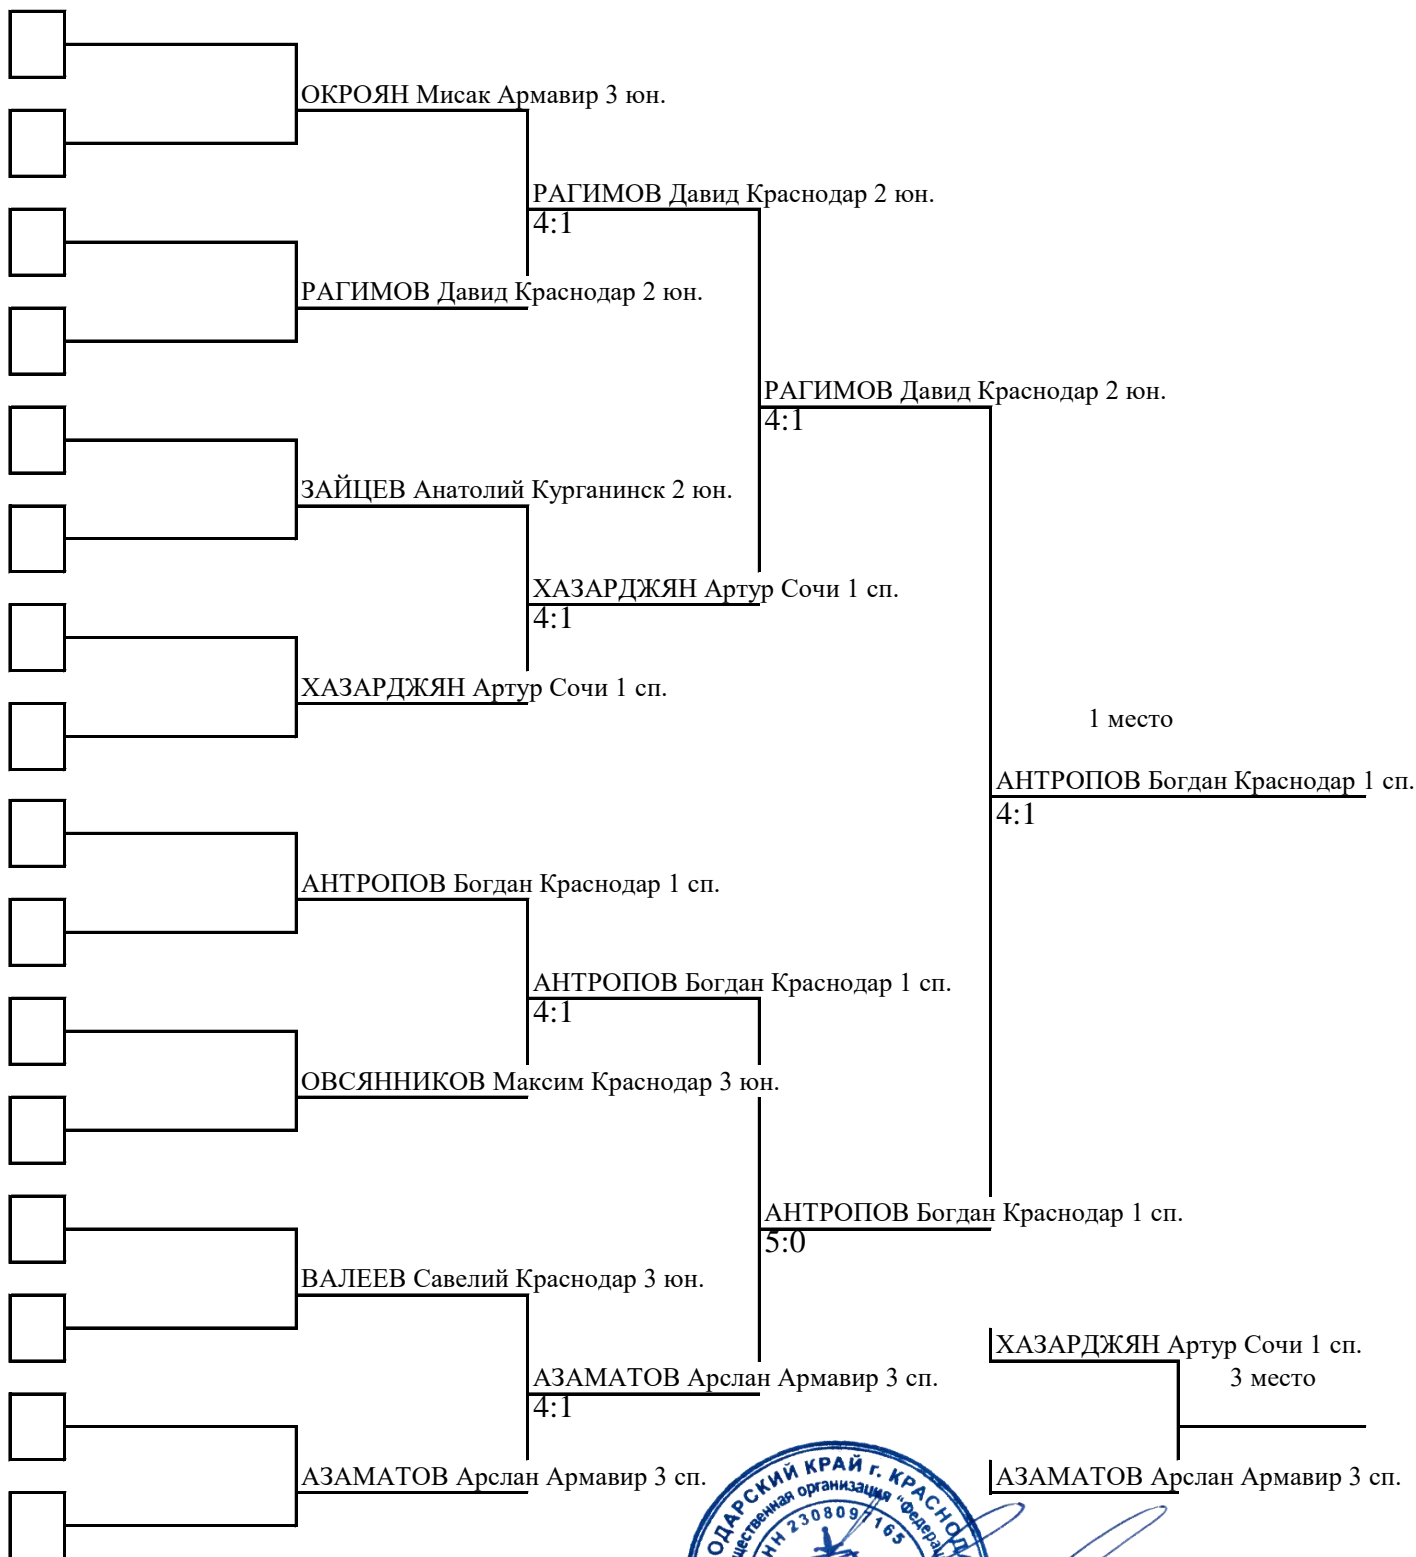 ОКРОЯН Мисак Армавир 3 юн.
РАГИМОВ Давид Краснодар 2 юн.
4:1
РАГИМОВ Давид Краснодар 2 юн.
РАГИМОВ Давид Краснодар 2 юн.
4:1
ЗАЙЦЕВ Анатолий Курганинск 2 юн.
ХАЗАРДЖЯН Артур Сочи 1 сп.
4:1
ХАЗАРДЖЯН Артур Сочи 1 сп.
1 место
АНТРОПОВ Богдан Краснодар 1 сп.
4:1
АНТРОПОВ Богдан Краснодар 1 сп.
АНТРОПОВ Богдан Краснодар 1 сп.
4:1
ОВСЯННИКОВ Максим Краснодар 3 юн.
АНТРОПОВ Богдан Краснодар 1 сп.
5:0
ВАЛЕЕВ Савелий Краснодар 3 юн.
ХАЗАРДЖЯН Артур Сочи 1 сп.
АЗАМАТОВ Арслан Армавир 3 сп.
3 место
4:1
АЗАМАТОВ Арслан Армавир 3 сп.
АЗАМАТОВ Арслан Армавир 3 сп.
КРАЙ г.
организация
2308097165